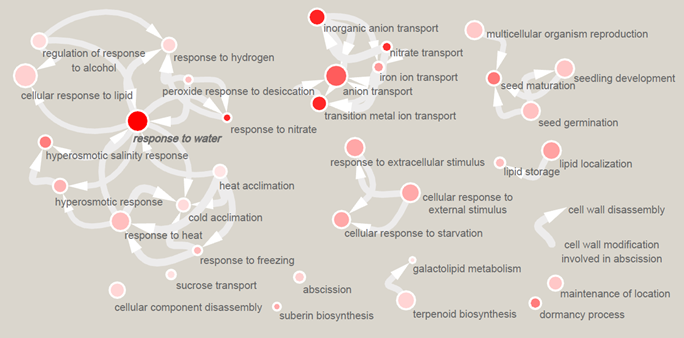 regulation of response
to alcohol
cellular response to lipid
response to hydrogen
peroxide response to desiccation
response to nitrate
response to water
hyperosmotic salinity response
hyperosmotic response
heat acclimation
cold acclimation
response to heat
response to freezing
sucrose transport
cellular component disassembly
abscission
suberin biosynthesis
inorganic anion transport
nitrate transport
iron ion transport
anion transport
transition metal ion transport
response to extracellular stimulus
cellular response to
external stimulus
cellular response to starvation
galactolipid metabolism
terpenoid biosynthesis
multicellular organism reproduction
seed maturation
seedling development
seed germination
lipid localization
lipid storage
cell wall disassembly
cell wall modification
involved in abscission
maintenance of location
dormancy process